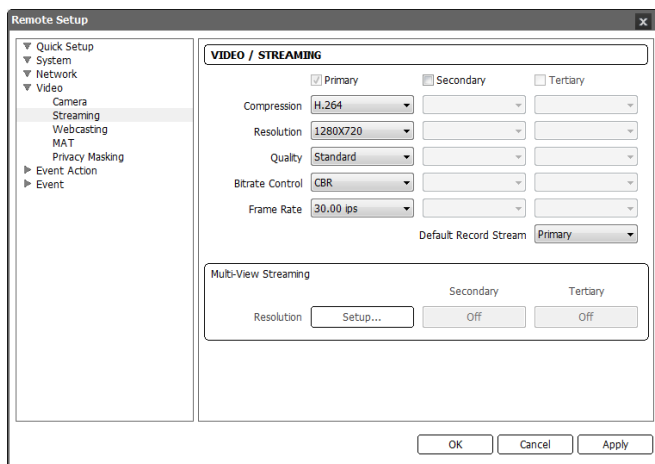 Remote Setup
x
Quick Setup
System
Network
Video
Camera
Streaming
Webcasting
MAT
Privacy Masking
Event Action
Event
VIDEO / STREAMING
Primary Secondary Tertiary
Compression H.264
Resolution 1280X720
Quality Standard
Bitrate Control CBR
Frame Rate 30.00 ips
Default Record Stream Primary
Multi-View Streaming
Secondary Tertiary
Resolution Setup... Off Off
OK Cancel Apply